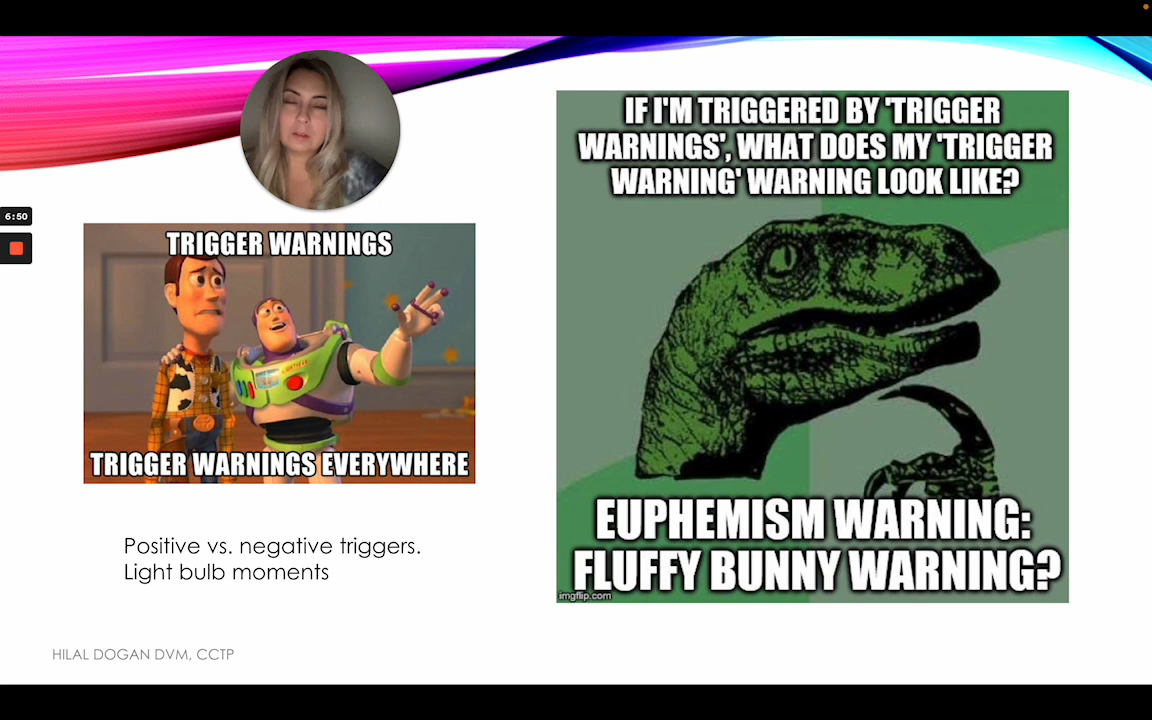 6:50
TRIGGER WARNINGS
TRIGGER WARNINGS EVERYWHERE
Positive vs. negative triggers.
Light bulb moments
IF I'M TRIGGERED BY 'TRIGGER
WARNINGS', WHAT DOES MY 'TRIGGER
WARNING' WARNING LOOK LIKE?
EUPHEMISM WARNING:
FLUFFY BUNNY WARNING?
imgflip.com
HILAL DOGAN DVM, CCTP